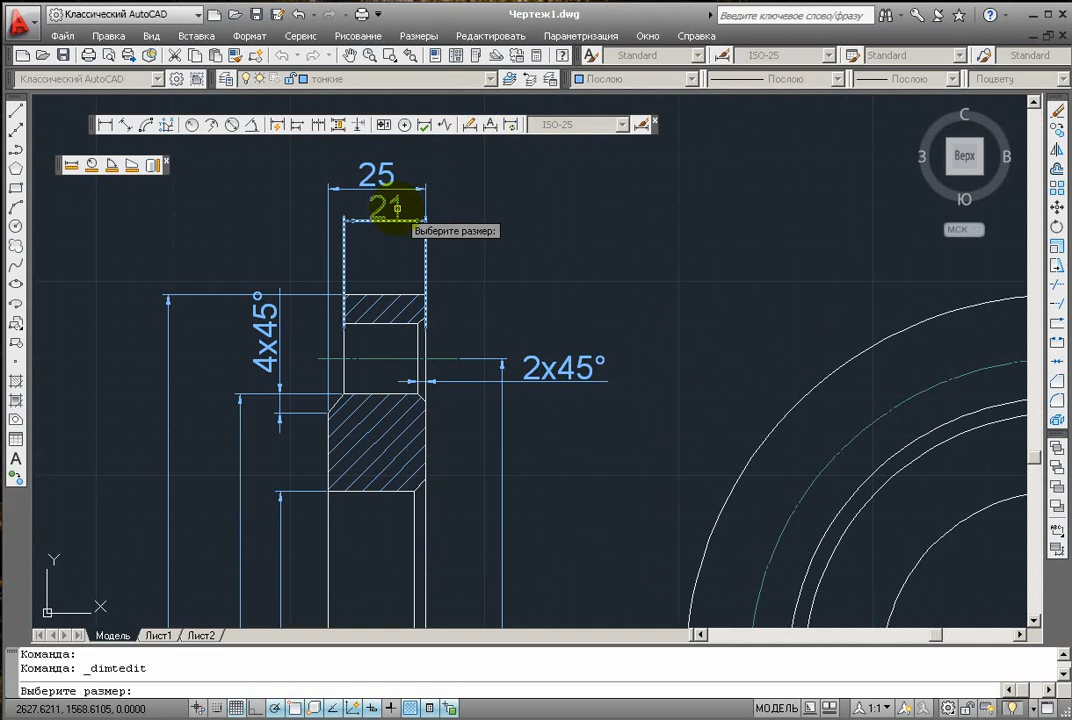 Классический AutoCAD
Чертеж1.dwg
Введите ключевое слово/фразу
Файл Правка Вид Вставка Формат Сервис Рисование Размеры Редактировать Параметризация Окно Справка
Standard ISO-25 Standard Standard
Классический AutoCAD тонкие Послою Послою Послою Поцвету
ISO-25
С
З Верх В
Ю
МСК
25
21
Выберите размер:
4x45°
2x45°
Y
X
Модель Лист1 Лист2
Команда:
Команда: _dimtedit
Выберите размер:
2627.6211, 1568.6105, 0.0000 МОДЕЛЬ 1:1